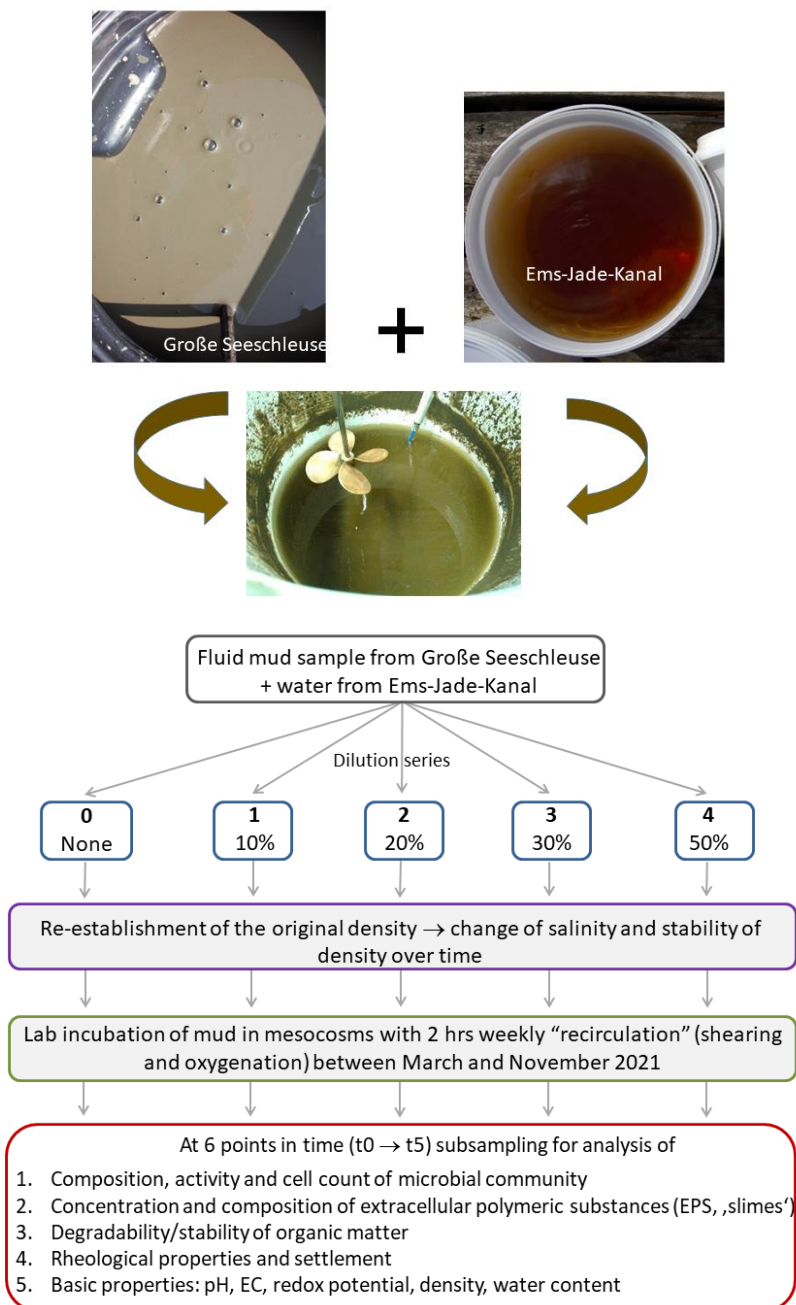 Große Seeschleuse
Ems-Jade-Kanal
+
Fluid mud sample from Große Seeschleuse
+ water from Ems-Jade-Kanal
Dilution series
0
None
1
10%
2
20%
3
30%
4
50%
Re-establishment of the original density → change of salinity and stability of
density over time
Lab incubation of mud in mesocosms with 2 hrs weekly “recirculation” (shearing
and oxygenation) between March and November 2021
At 6 points in time (t0 → t5) subsampling for analysis of
1. Composition, activity and cell count of microbial community
2. Concentration and composition of extracellular polymeric substances (EPS, ‚slimes‘)
3. Degradability/stability of organic matter
4. Rheological properties and settlement
5. Basic properties: pH, EC, redox potential, density, water content